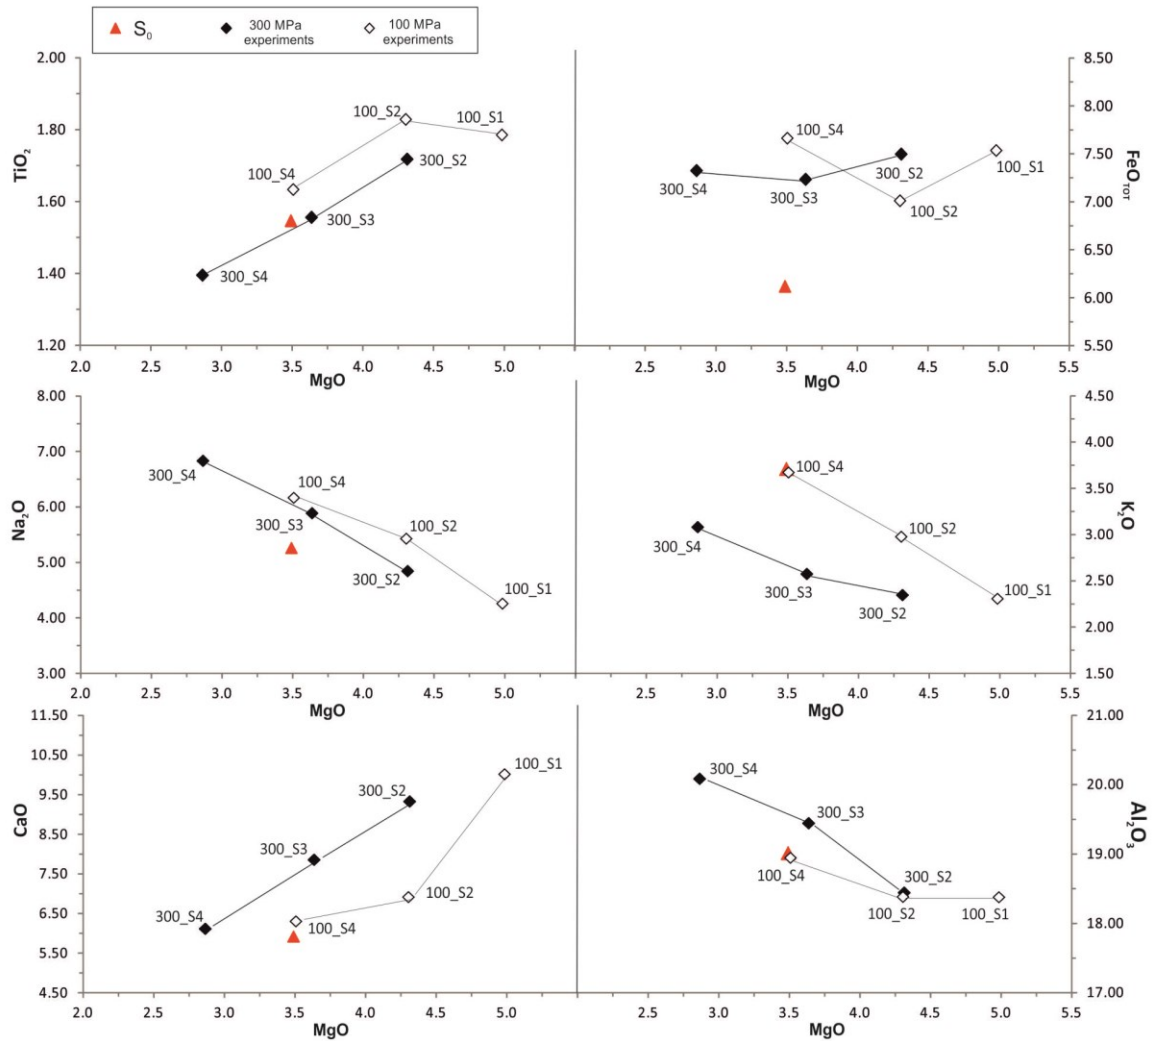 S0
300 MPa
experiments
100 MPa
experiments
2.00
1.80
1.60
1.40
1.20
TiO2
100_S2
100_S1
100_S4
300_S2
300_S3
300_S4
2.0 2.5 3.0 3.5 4.0 4.5 5.0
MgO
8.50
8.00
7.50
7.00
6.50
6.00
5.50
FeOTOT
100_S4
100_S1
300_S4
300_S3
300_S2
100_S2
2.5 3.0 3.5 4.0 4.5 5.0 5.5
MgO
8.00
7.00
6.00
5.00
4.00
3.00
Na2O
300_S4
100_S4
300_S3
100_S2
300_S2
100_S1
2.0 2.5 3.0 3.5 4.0 4.5 5.0
MgO
4.50
4.00
3.50
3.00
2.50
2.00
1.50
K2O
100_S4
100_S2
300_S4
300_S3
300_S2
100_S1
2.5 3.0 3.5 4.0 4.5 5.0 5.5
MgO
11.50
10.50
9.50
8.50
7.50
6.50
5.50
4.50
CaO
100_S1
300_S2
300_S3
100_S2
300_S4
100_S4
2.0 2.5 3.0 3.5 4.0 4.5 5.0
MgO
21.00
20.00
19.00
18.00
17.00
Al2O3
300_S4
300_S3
100_S4
300_S2
100_S2
100_S1
2.5 3.0 3.5 4.0 4.5 5.0 5.5
MgO